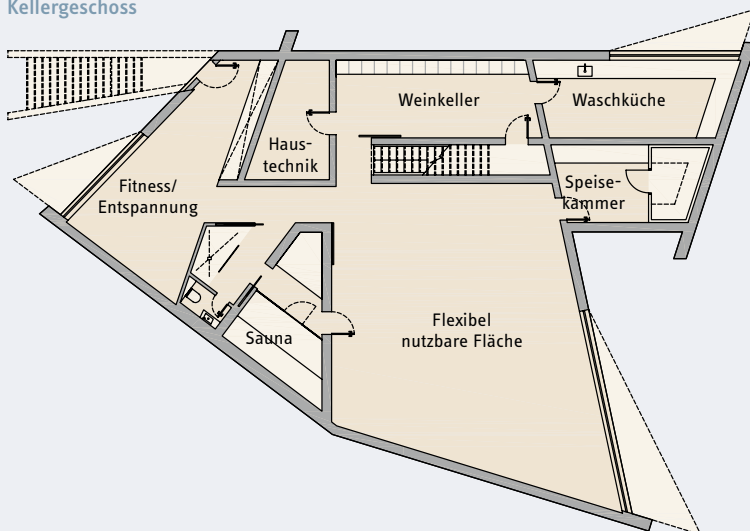 Kellergeschoss
Weinkeller
Waschküche
Haus-
technik
Speise-
kammer
Fitness/
Entspannung
Flexibel
nutzbare Fläche
Sauna